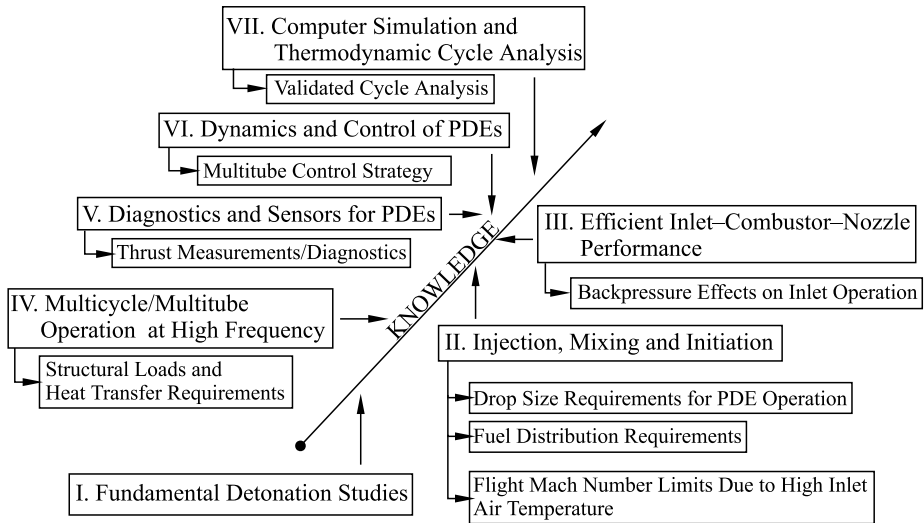 VII. Computer Simulation and
Thermodynamic Cycle Analysis
Validated Cycle Analysis
VI. Dynamics and Control of PDEs
Multitube Control Strategy
V. Diagnostics and Sensors for PDEs
Thrust Measurements/Diagnostics
III. Efficient Inlet–Combustor–Nozzle
Performance
Backpressure Effects on Inlet Operation
KNOWLEDGE
IV. Multicycle/Multitube
Operation at High Frequency
Structural Loads and
Heat Transfer Requirements
II. Injection, Mixing and Initiation
Drop Size Requirements for PDE Operation
Fuel Distribution Requirements
Flight Mach Number Limits Due to High Inlet
Air Temperature
I. Fundamental Detonation Studies